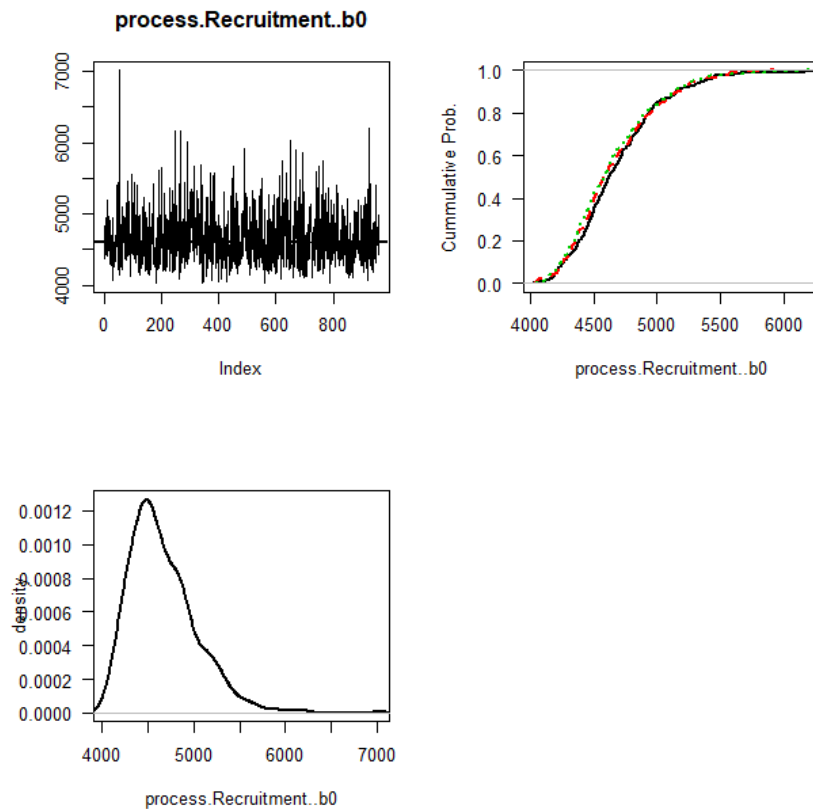 process.Recruitment..b0
7000
6000
5000
4000
0 200 400 600 800
Index
Cummulative Prob.
1.0
0.8
0.6
0.4
0.2
0.0
4000 4500 5000 5500 6000
process.Recruitment..b0
density
0.0012
0.0010
0.0008
0.0006
0.0004
0.0002
0.0000
4000 5000 6000 7000
process.Recruitment..b0